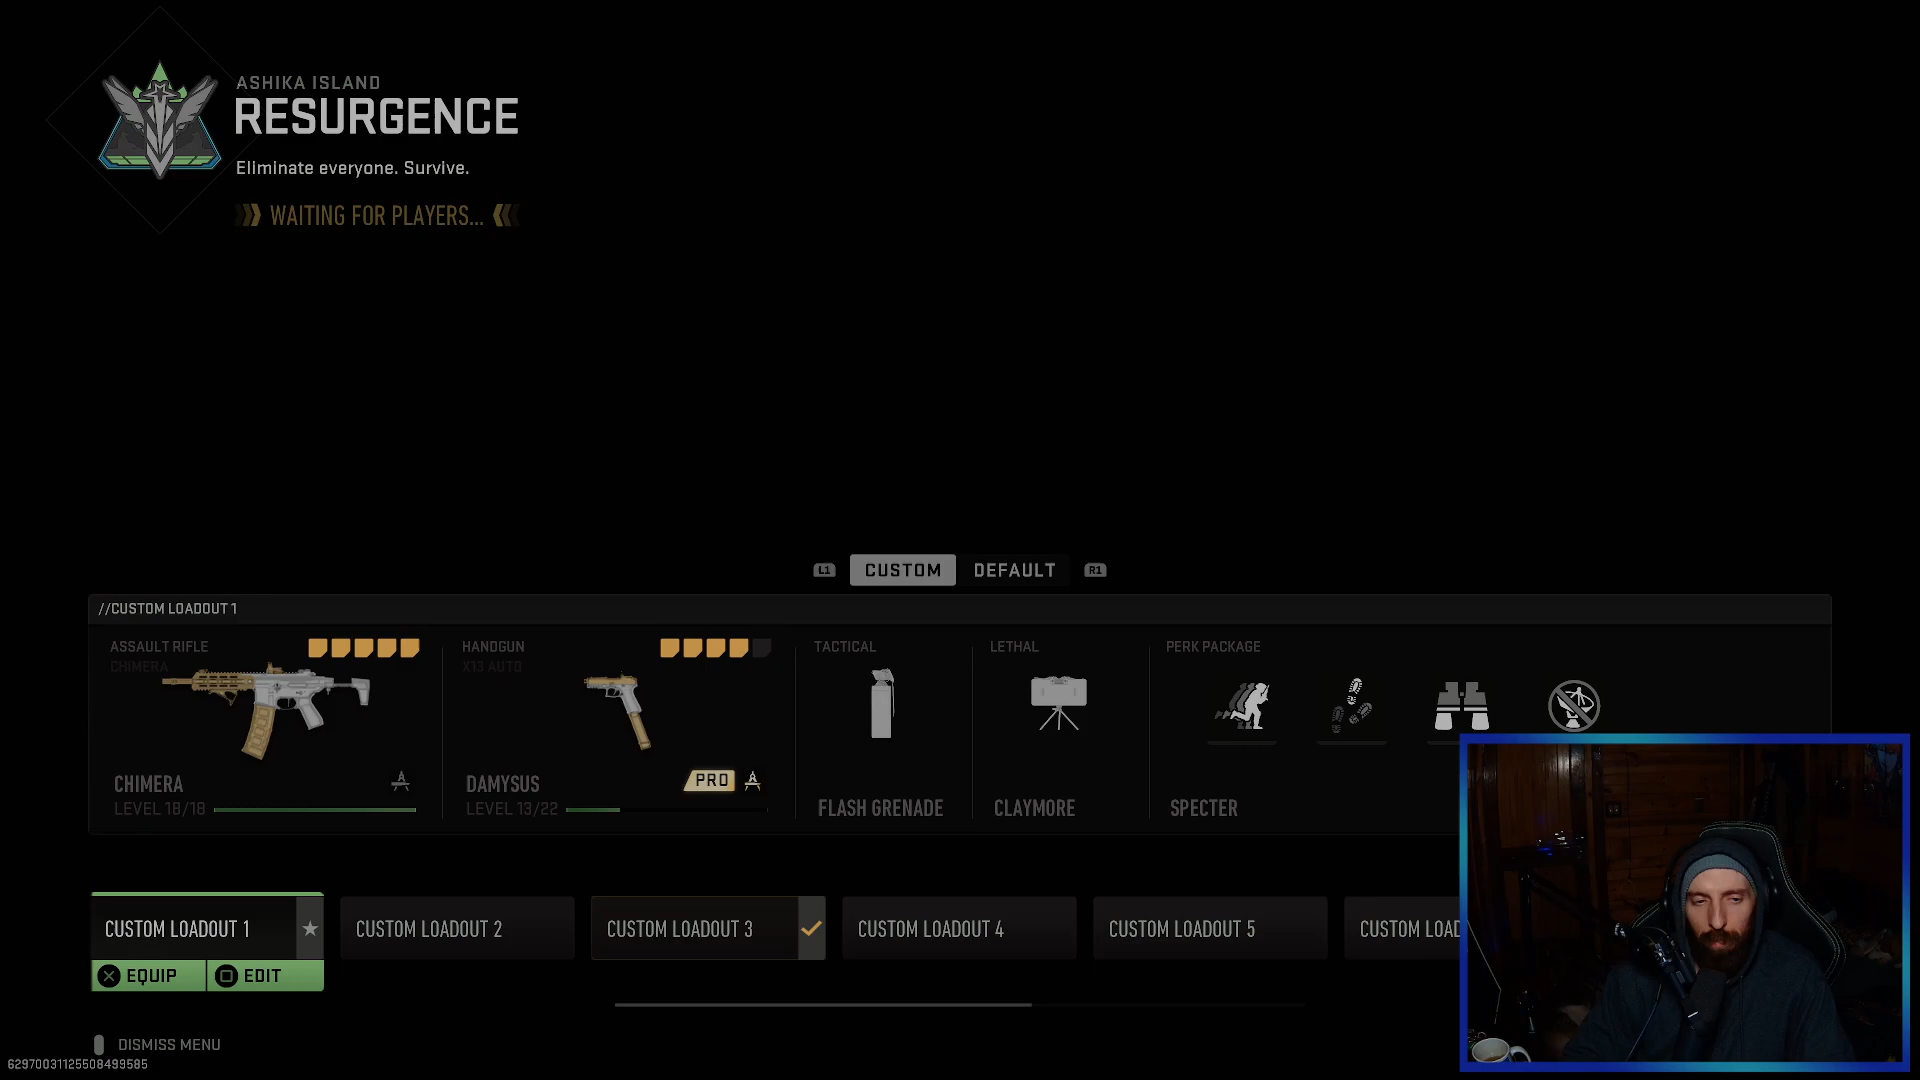 ASHIKA ISLAND
RESURGENCE
Eliminate everyone. Survive.
WAITING FOR PLAYERS...
L1 CUSTOM DEFAULT R1
//CUSTOM LOADOUT 1
ASSAULT RIFLE
CHIMERA
CHIMERA
LEVEL 18/18
HANDGUN
X13 AUTO
PRO
DAMYSUS
LEVEL 13/22
TACTICAL
FLASH GRENADE
LETHAL
CLAYMORE
PERK PACKAGE
SPECTER
CUSTOM LOADOUT 1
CUSTOM LOADOUT 2
CUSTOM LOADOUT 3
CUSTOM LOADOUT 4
CUSTOM LOADOUT 5
CUSTOM LOAD
EQUIP
EDIT
DISMISS MENU
62970031125508499585